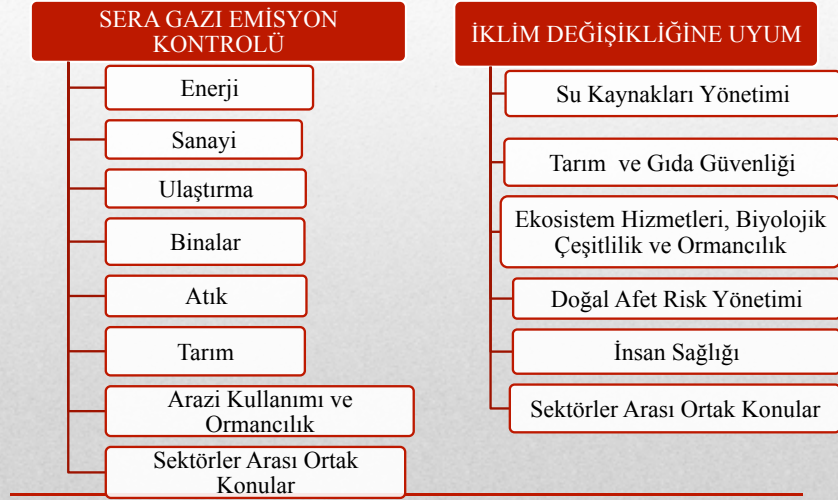 SERA GAZI EMİSYON
KONTROLÜ
Enerji
Sanayi
Ulaştırma
Binalar
Atık
Tarım
Arazi Kullanımı ve
Ormancılık
Sektörler Arası Ortak
Konular
İKLİM DEĞİŞİKLİĞİNE UYUM
Su Kaynakları Yönetimi
Tarım ve Gıda Güvenliği
Ekosistem Hizmetleri, Biyolojik
Çeşitlilik ve Ormancılık
Doğal Afet Risk Yönetimi
İnsan Sağlığı
Sektörler Arası Ortak Konular